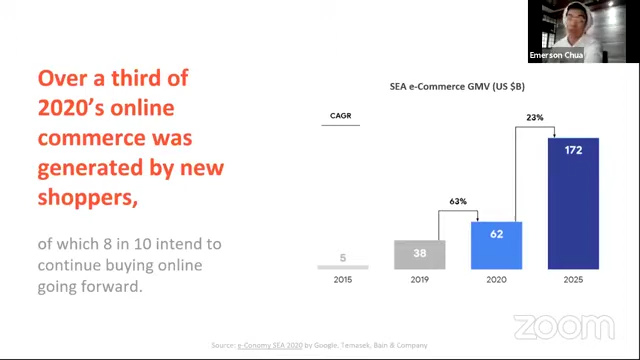 Emerson Chua
Over a third of
2020's online
commerce was
generated by new
shoppers,
of which 8 in 10 intend to
continue buying online
going forward.
SEA e-Commerce GMV (US $B)
CAGR
23%
63%
172
62
38
5
2015 2019 2020 2025
Source: e-Conomy SEA 2020 by Google, Temasek, Bain & Company
zoom